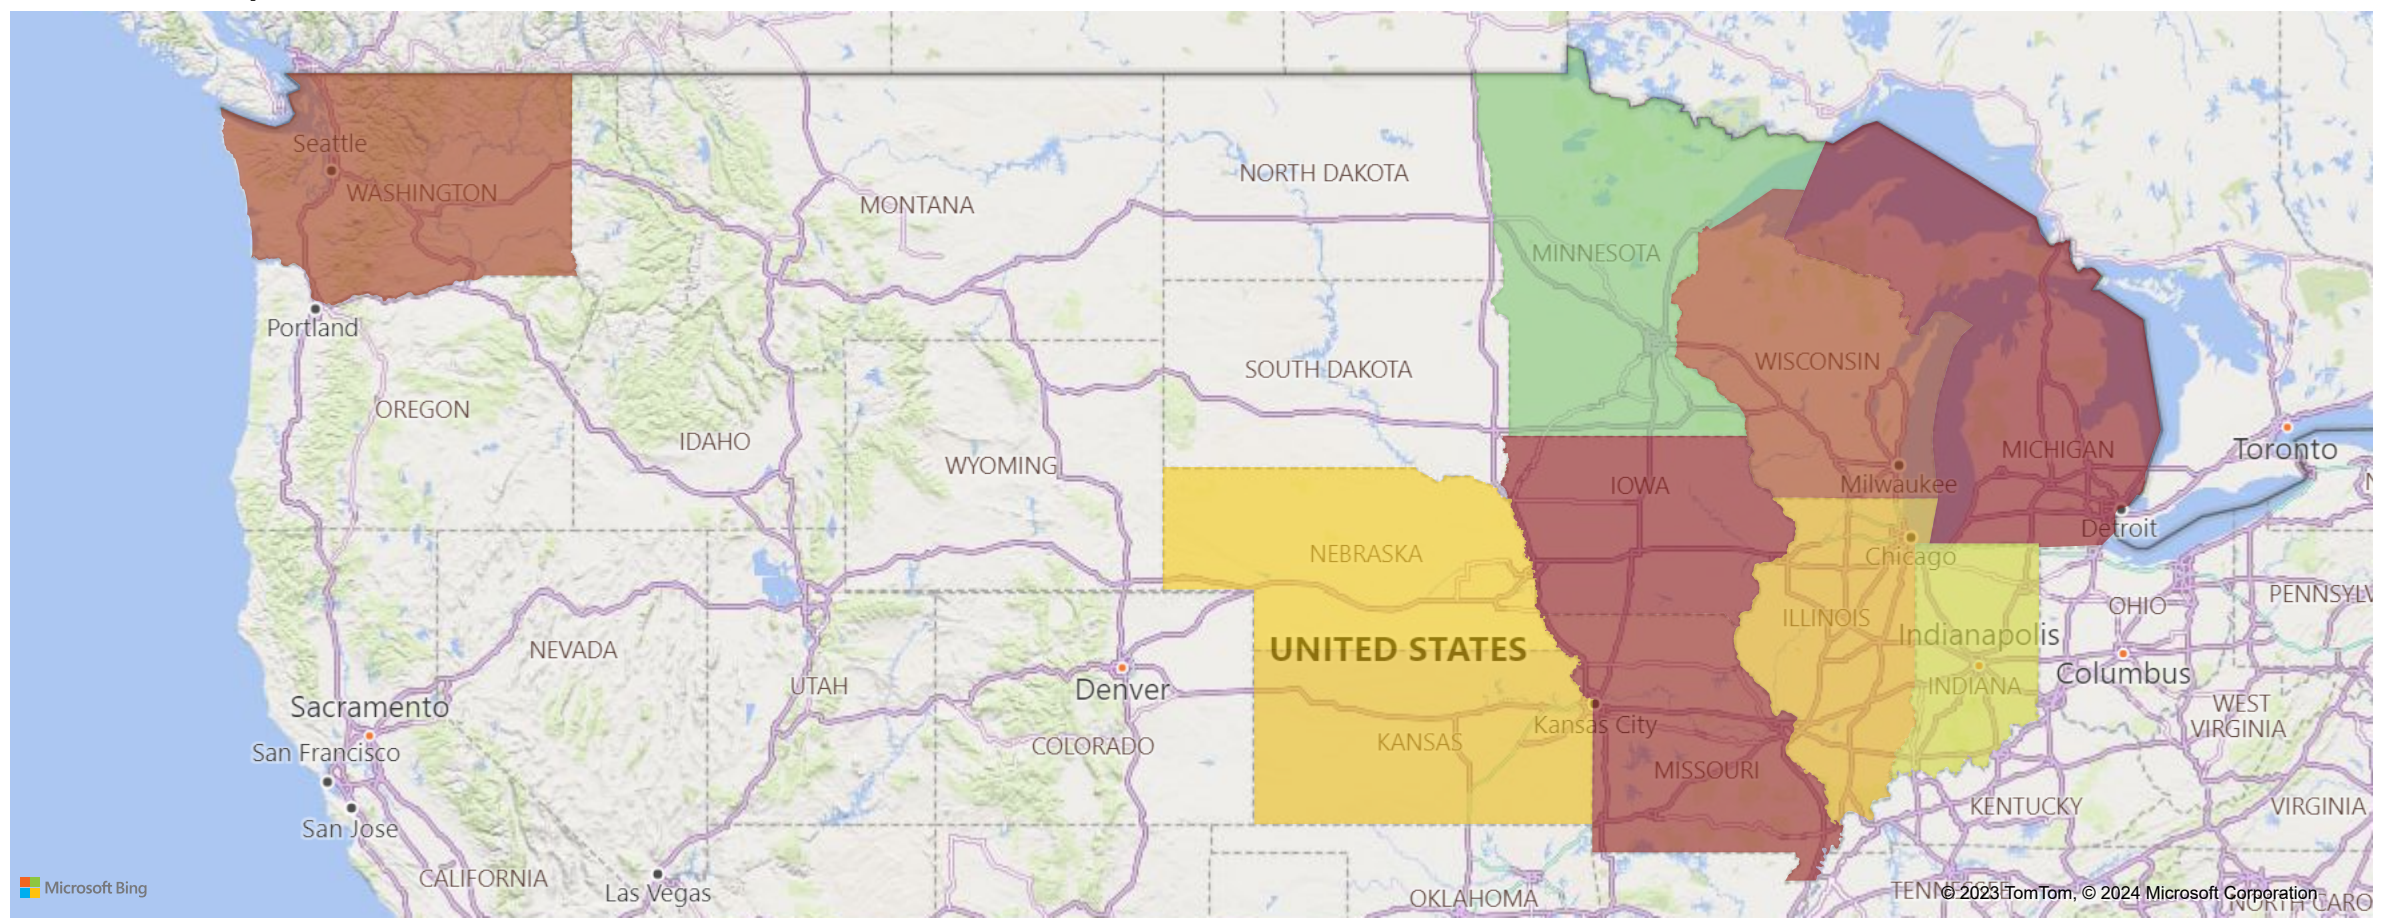 Seattle
WASHINGTON
MONTANA
NORTH DAKOTA
MINNESOTA
Portland
OREGON
IDAHO
WYOMING
SOUTH DAKOTA
WISCONSIN
MICHIGAN
Toronto
IOWA
Milwaukee
Detroit
NEBRASKA
Chicago
NEVADA
UNITED STATES
ILLINOIS
Indianapolis
OHIO
PENNSYLV
UTAH
Denver
INDIANA
Columbus
Sacramento
San Francisco
COLORADO
KANSAS
Kansas City
WEST
VIRGINIA
MISSOURI
San Jose
KENTUCKY
VIRGINIA
CALIFORNIA
Las Vegas
OKLAHOMA
Microsoft Bing
© 2023 TomTom, © 2024 Microsoft Corporation